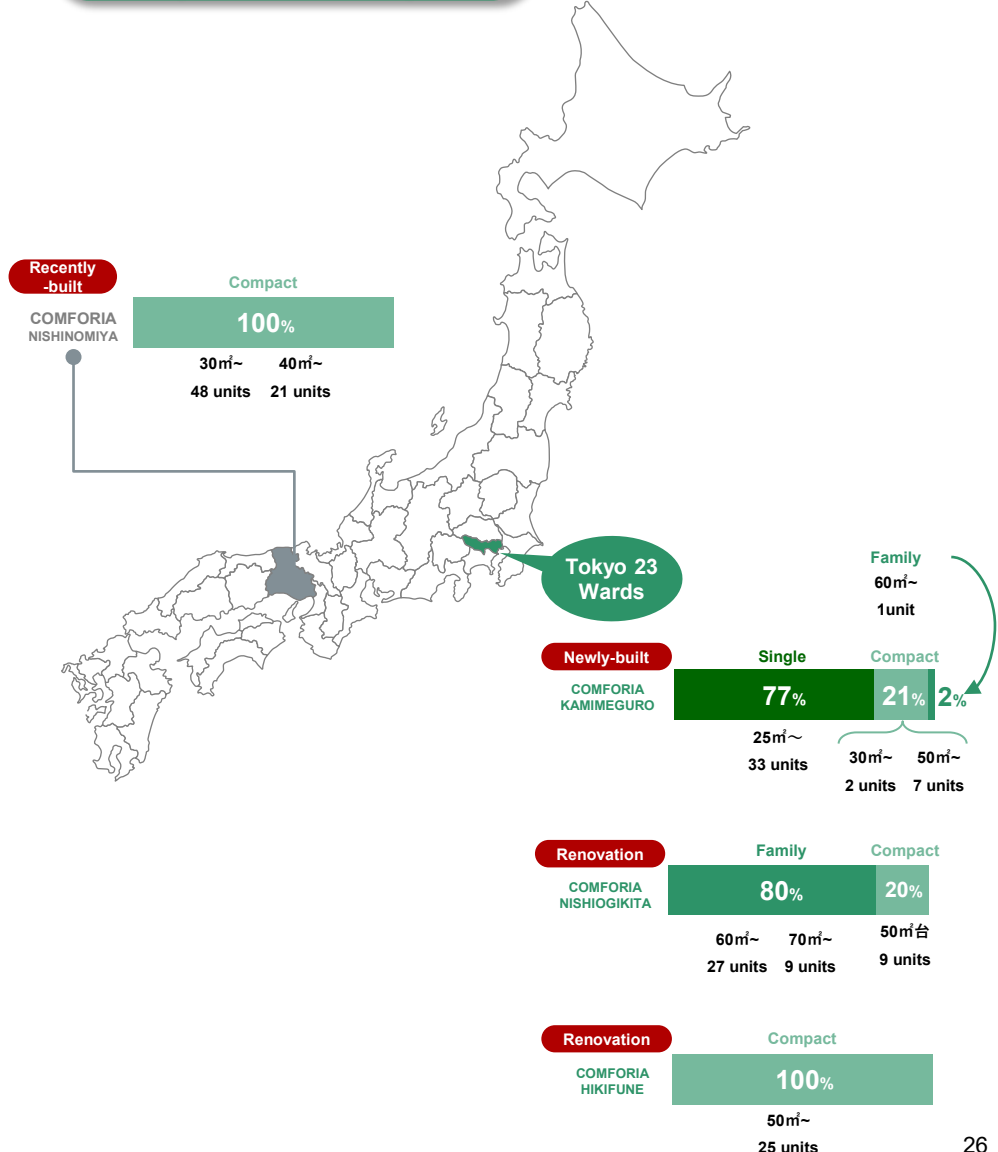 Recently
-built
COMFORIA
NISHINOMIYA
Compact
100%
30㎡~ 40㎡~
48 units 21 units
Tokyo 23
Wards
Family
60㎡~
1unit
Newly-built
COMFORIA
KAMIMEGURO
Single Compact
77% 21% 2%
25㎡～
33 units
30㎡~ 50㎡~
2 units 7 units
Renovation
COMFORIA
NISHIOGIKITA
Family Compact
80% 20%
60㎡~ 70㎡~ 50㎡台
27 units 9 units 9 units
Renovation
COMFORIA
HIKIFUNE
Compact
100%
50㎡~
25 units
26